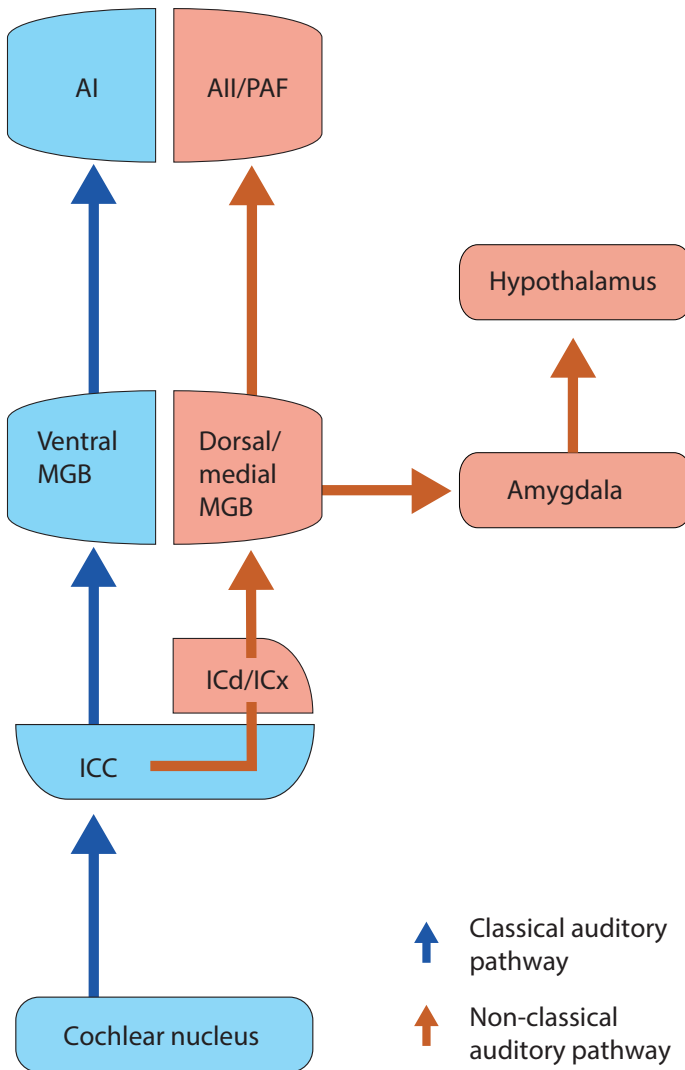 AI
AII/PAF
Hypothalamus
Ventral
MGB
Dorsal/
medial
MGB
Amygdala
ICd/ICx
ICC
Classical auditory
pathway
Cochlear nucleus
Non-classical
auditory pathway